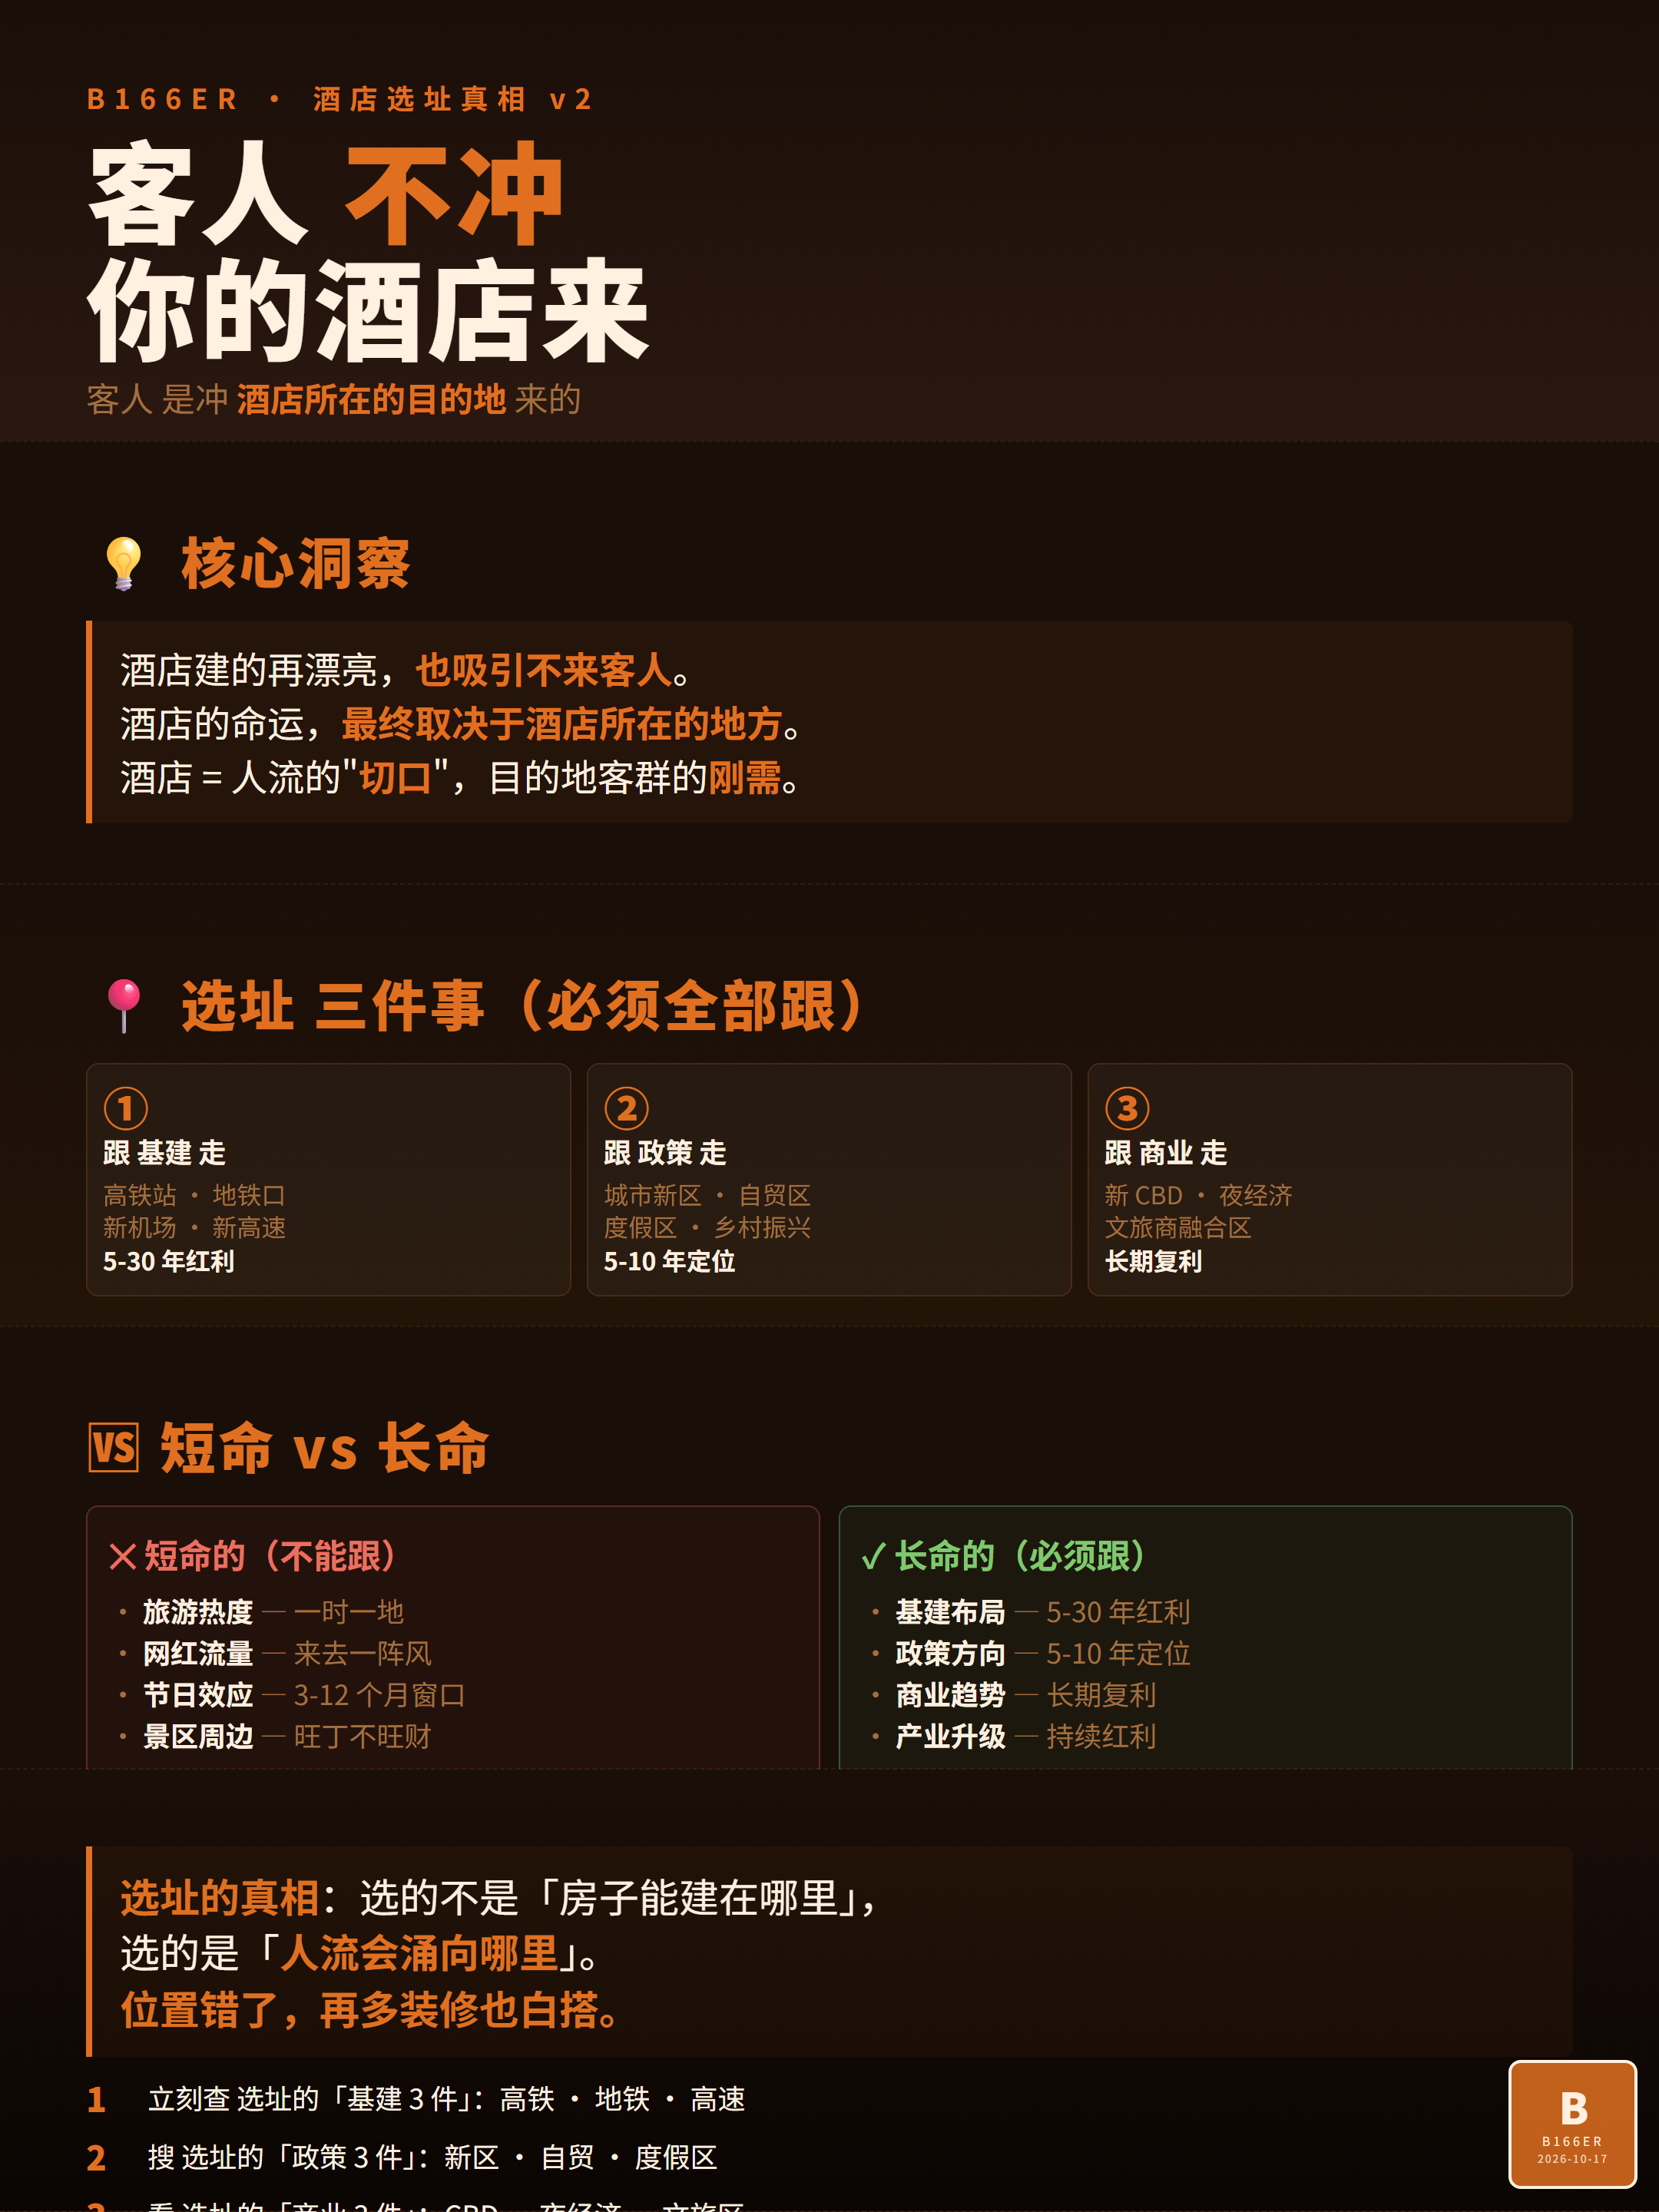 B166ER · 酒店选址真相 v2
客人 不冲
你的酒店来
客人 是冲 酒店所在的目的地 来的
核心洞察
酒店建的再漂亮，也吸引不来客人。
酒店的命运，最终取决于酒店所在的地方。
酒店 = 人流的"切口"，目的地客群的刚需。
选址 三件事（必须全部跟）
①
跟 基建 走
高铁站 · 地铁口
新机场 · 新高速
5-30 年红利
②
跟 政策 走
城市新区 · 自贸区
度假区 · 乡村振兴
5-10 年定位
③
跟 商业 走
新 CBD · 夜经济
文旅商融合区
长期复利
🆚 短命 vs 长命
✕ 短命的（不能跟）
· 旅游热度 — 一时一地
· 网红流量 — 来去一阵风
· 节日效应 — 3-12 个月窗口
· 景区周边 — 旺丁不旺财
✓ 长命的（必须跟）
· 基建布局 — 5-30 年红利
· 政策方向 — 5-10 年定位
· 商业趋势 — 长期复利
· 产业升级 — 持续红利
选址的真相：选的不是「房子能建在哪里」，
选的是「人流会涌向哪里」。
位置错了，再多装修也白搭。
1 立刻查 选址的「基建 3 件」：高铁 · 地铁 · 高速
2 搜 选址的「政策 3 件」：新区 · 自贸 · 度假区
3 看 选址的「商业 3 件」：CBD · 夜经济 · 文旅区
B
B166ER
2026-10-17